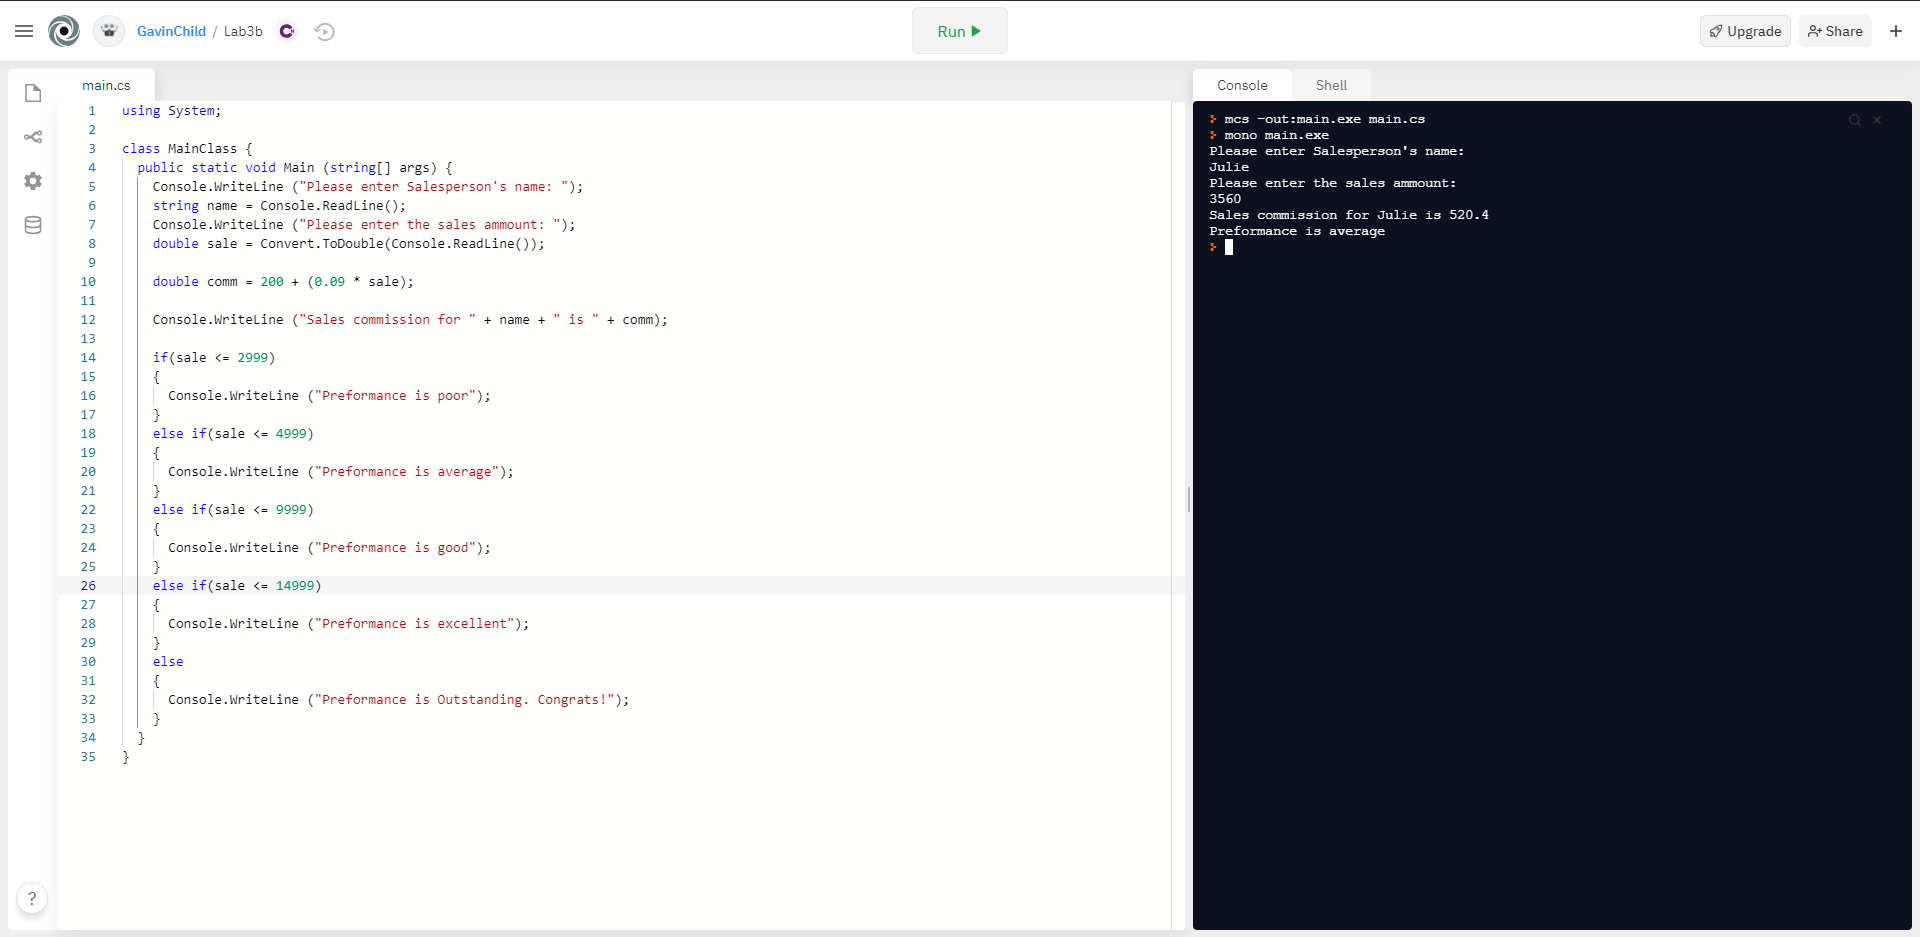 GavinChild / Lab3b
Run
Upgrade
Share
main.cs
1 using System;
2
3 class MainClass {
4   public static void Main (string[] args) {
5     Console.WriteLine ("Please enter Salesperson's name: ");
6     string name = Console.ReadLine();
7     Console.WriteLine ("Please enter the sales ammount: ");
8     double sale = Convert.ToDouble(Console.ReadLine());
9
10     double comm = 200 + (0.09 * sale);
11
12     Console.WriteLine ("Sales commission for " + name + " is " + comm);
13
14     if(sale <= 2999)
15     {
16       Console.WriteLine ("Preformance is poor");
17     }
18     else if(sale <= 4999)
19     {
20       Console.WriteLine ("Preformance is average");
21     }
22     else if(sale <= 9999)
23     {
24       Console.WriteLine ("Preformance is good");
25     }
26     else if(sale <= 14999)
27     {
28       Console.WriteLine ("Preformance is excellent");
29     }
30     else
31     {
32       Console.WriteLine ("Preformance is Outstanding. Congrats!");
33     }
34   }
35 }
?
Console
Shell
mcs -out:main.exe main.cs
mono main.exe
Please enter Salesperson's name:
Julie
Please enter the sales ammount:
3560
Sales commission for Julie is 520.4
Preformance is average